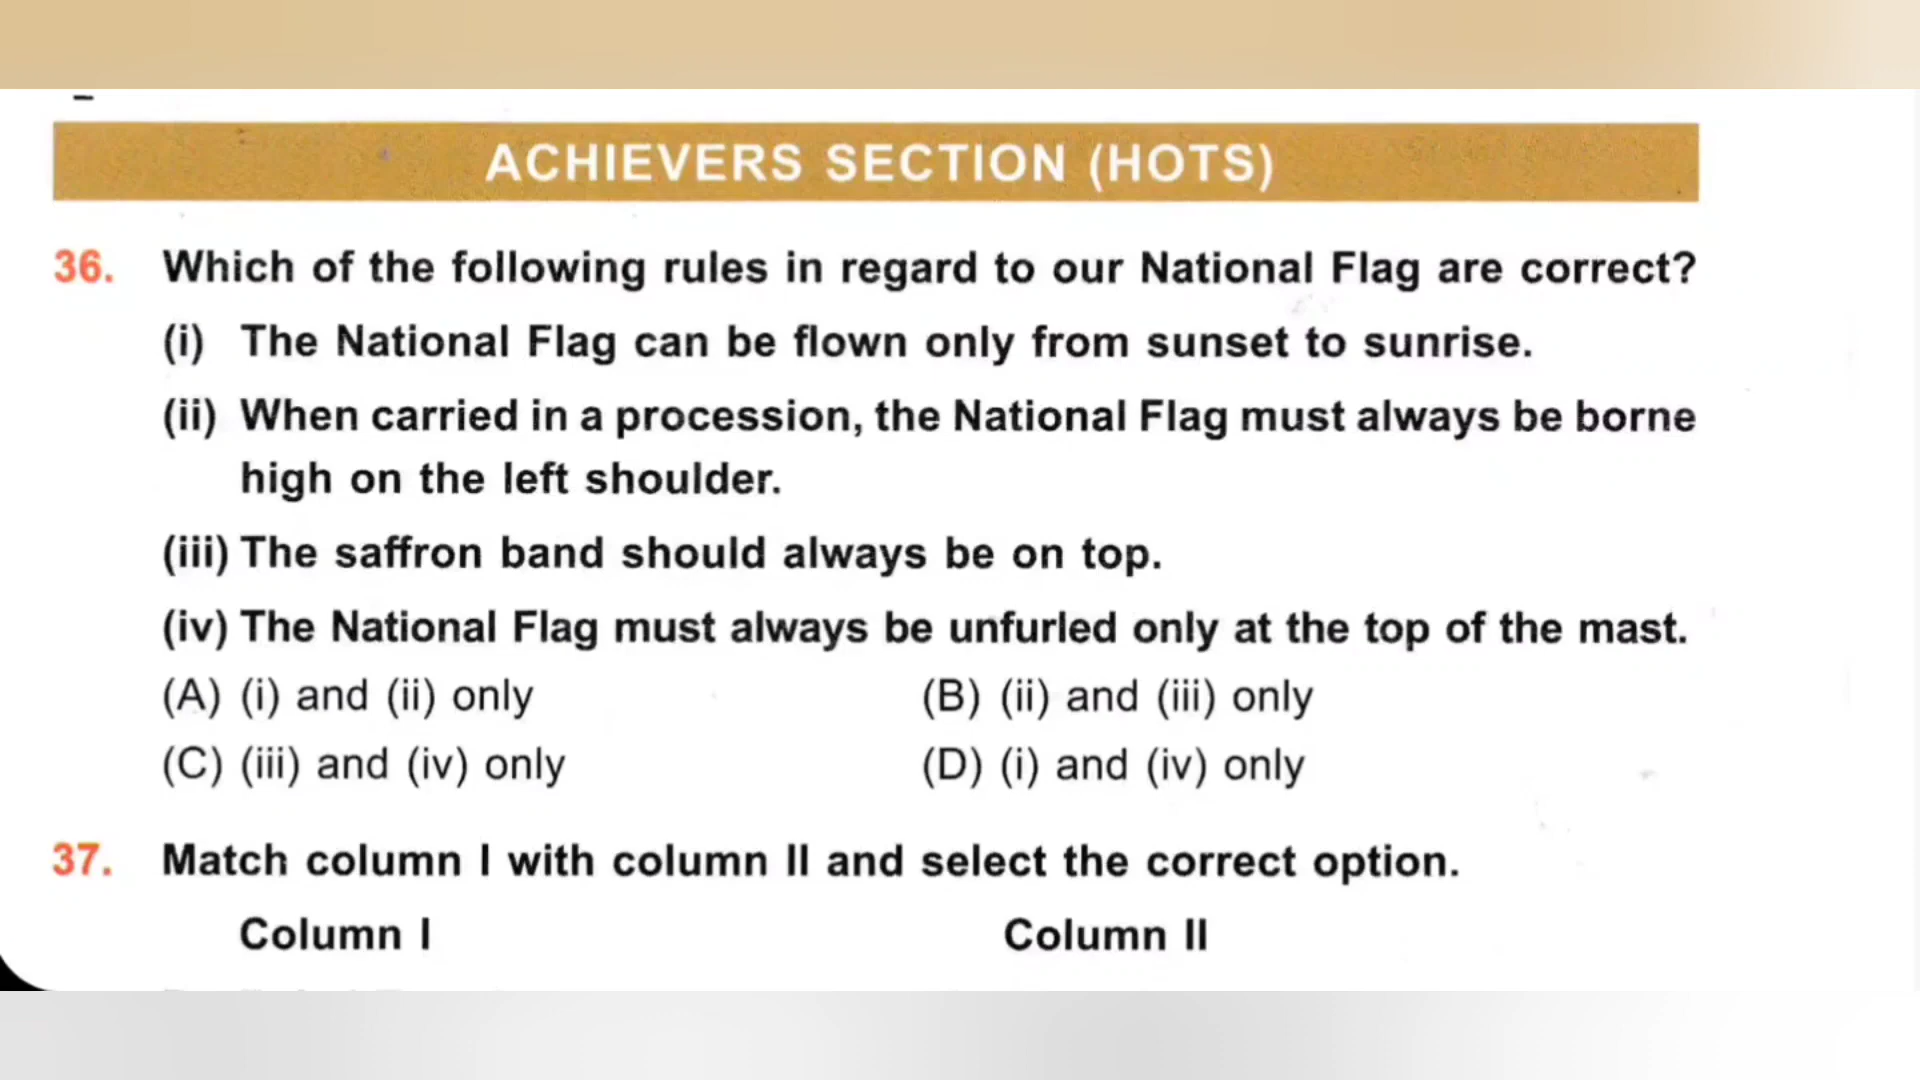 ACHIEVERS SECTION (HOTS)
36. Which of the following rules in regard to our National Flag are correct?
(i) The National Flag can be flown only from sunset to sunrise.
(ii) When carried in a procession, the National Flag must always be borne
high on the left shoulder.
(iii) The saffron band should always be on top.
(iv) The National Flag must always be unfurled only at the top of the mast.
(A) (i) and (ii) only (B) (ii) and (iii) only
(C) (iii) and (iv) only (D) (i) and (iv) only
37. Match column I with column II and select the correct option.
Column I Column II